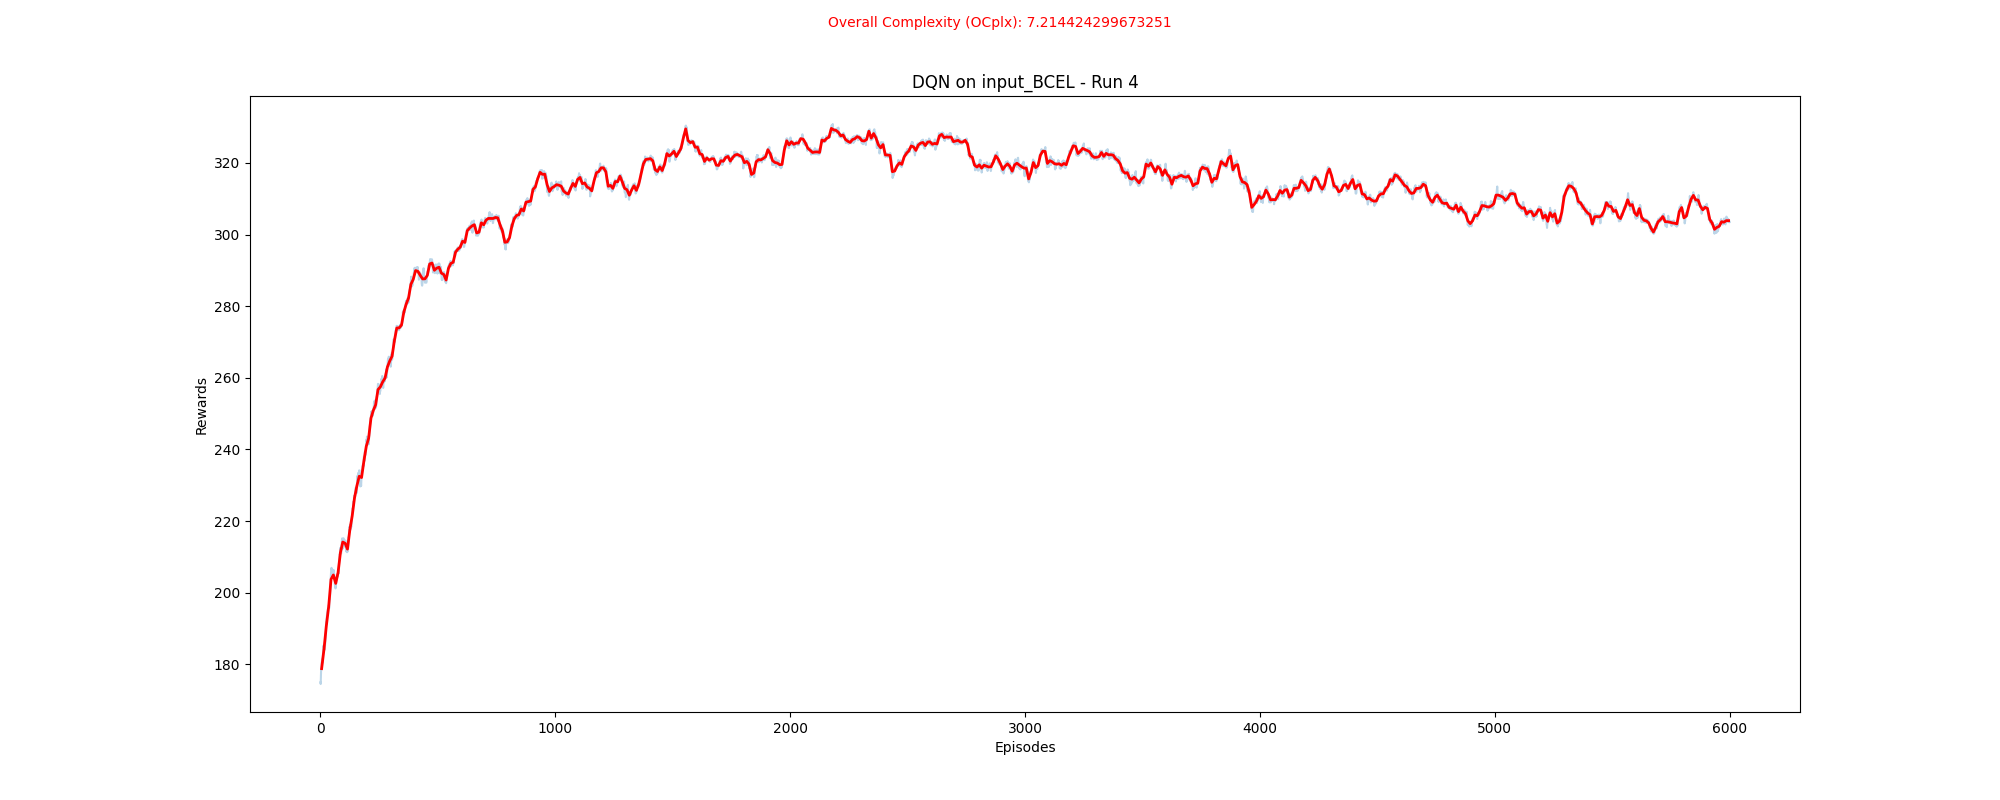 Overall Complexity (OCplx): 7.214424299673251
DQN on input_BCEL - Run 4
Rewards
320
300
280
260
240
220
200
180
0 1000 2000 3000 4000 5000 6000
Episodes